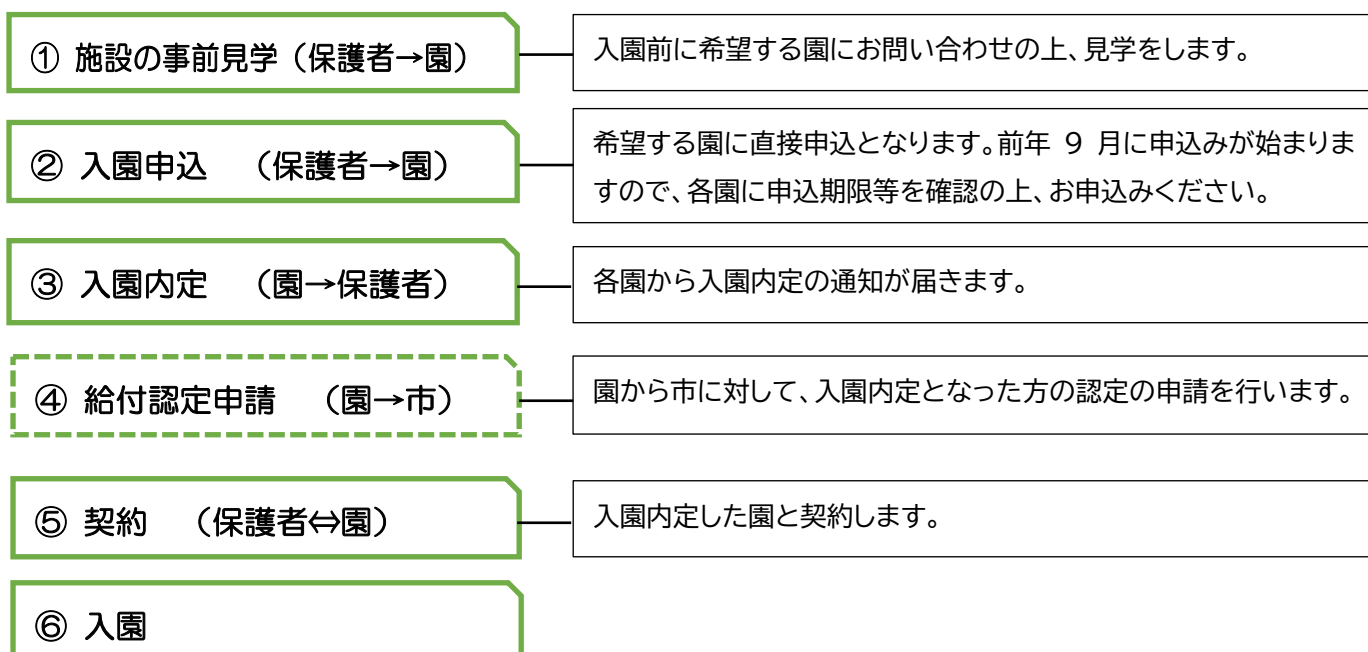 ① 施設の事前見学（保護者→園）
入園前に希望する園にお問い合わせの上、見学をします。
② 入園申込　（保護者→園）
希望する園に直接申込となります。前年 9 月に申込みが始まりま
すので、各園に申込期限等を確認の上、お申込みください。
③ 入園内定　（園→保護者）
各園から入園内定の通知が届きます。
④ 給付認定申請　（園→市）
園から市に対して、入園内定となった方の認定の申請を行います。
⑤ 契約　（保護者⇔園）
入園内定した園と契約します。
⑥ 入園